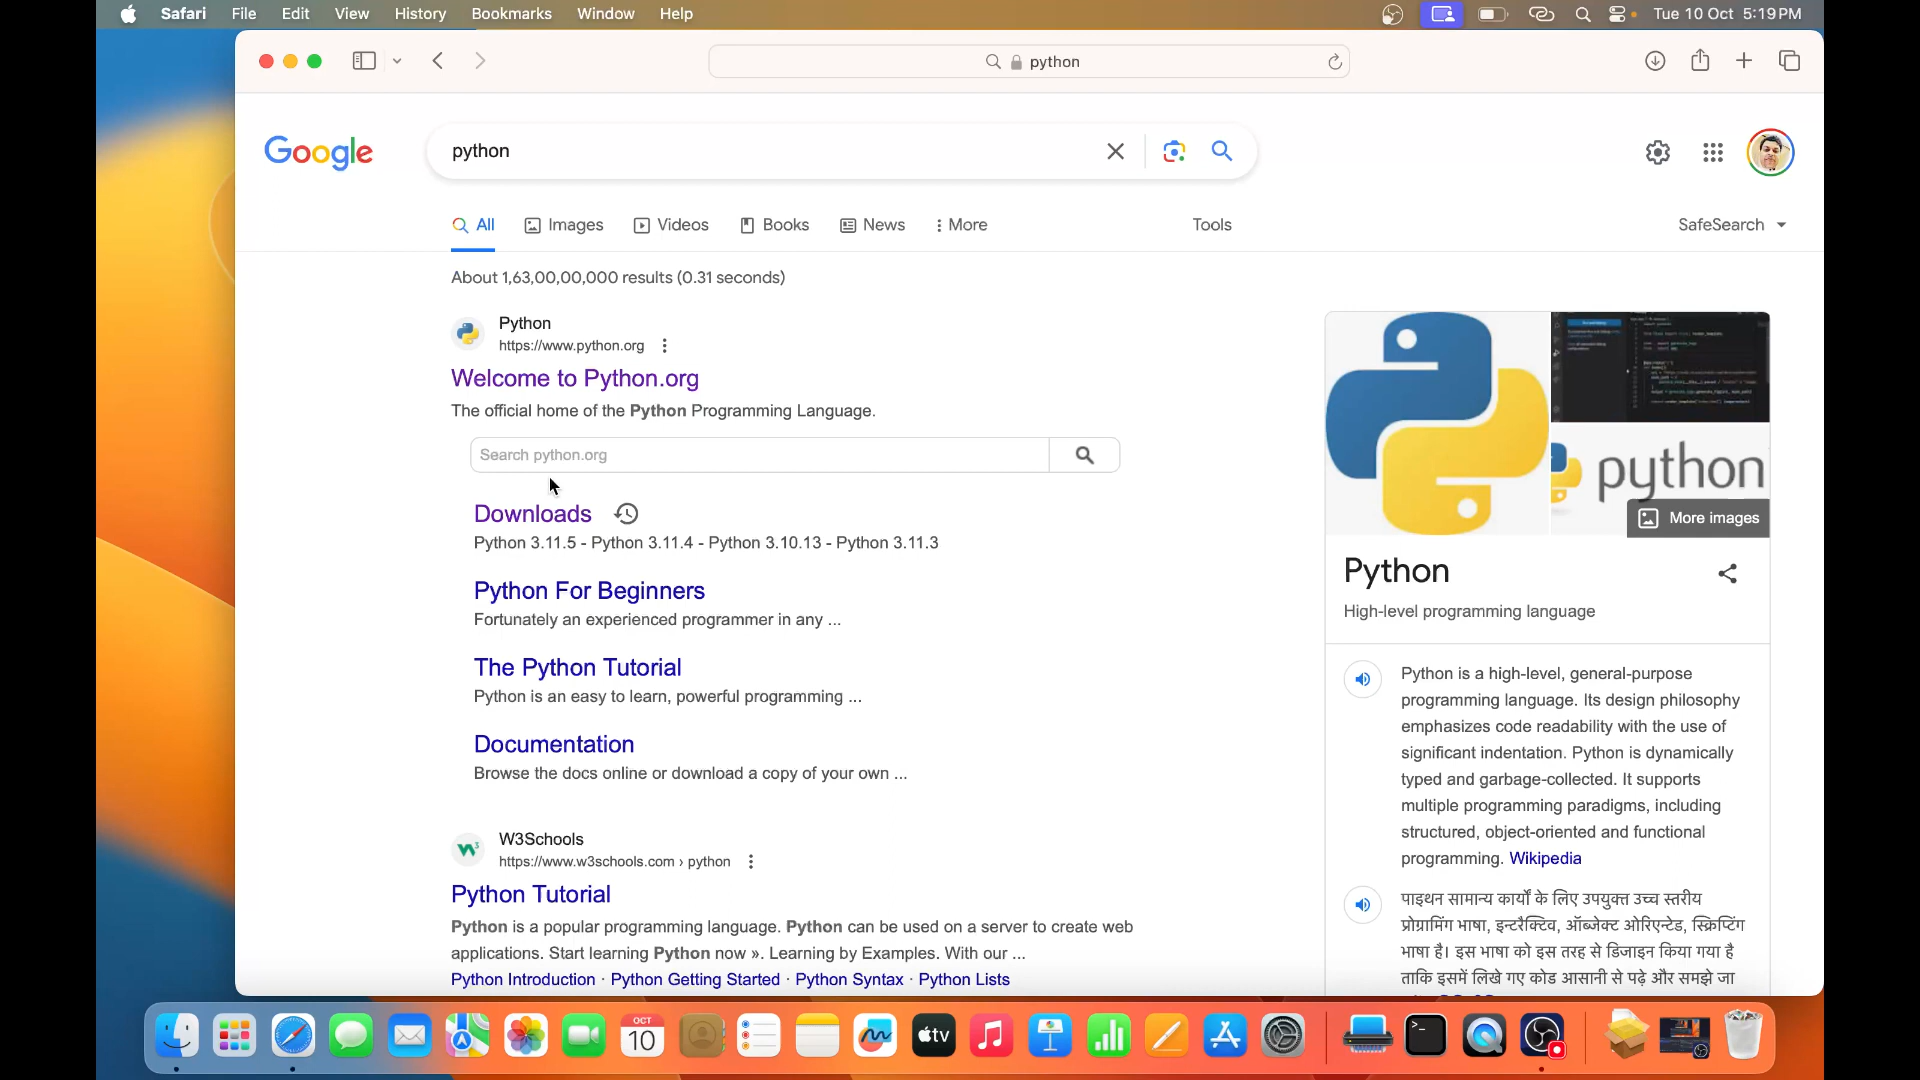 Safari File Edit View History Bookmarks Window Help Tue 10 Oct 5:19 PM
python
Google python
All Images Videos Books News More Tools SafeSearch
About 1,63,00,00,000 results (0.31 seconds)
Python
https://www.python.org
Welcome to Python.org
The official home of the Python Programming Language.
Search python.org
Downloads
Python 3.11.5 - Python 3.11.4 - Python 3.10.13 - Python 3.11.3
Python For Beginners
Fortunately an experienced programmer in any ...
The Python Tutorial
Python is an easy to learn, powerful programming ...
Documentation
Browse the docs online or download a copy of your own ...
W3Schools
https://www.w3schools.com › python
Python Tutorial
Python is a popular programming language. Python can be used on a server to create web
applications. Start learning Python now ». Learning by Examples. With our ...
Python Introduction · Python Getting Started · Python Syntax · Python Lists
python
More images
Python
High-level programming language
Python is a high-level, general-purpose
programming language. Its design philosophy
emphasizes code readability with the use of
significant indentation. Python is dynamically
typed and garbage-collected. It supports
multiple programming paradigms, including
structured, object-oriented and functional
programming. Wikipedia
पाइथन सामान्य कार्यों के लिए उपयुक्त उच्च स्तरीय
प्रोग्रामिंग भाषा, इन्टरैक्टिव, ऑब्जेक्ट ओरिएन्टेड, स्क्रिप्टिंग
भाषा है। इस भाषा को इस तरह से डिजाइन किया गया है
ताकि इसमें लिखे गए कोड आसानी से पढ़े और समझे जा
OCT
10
tv